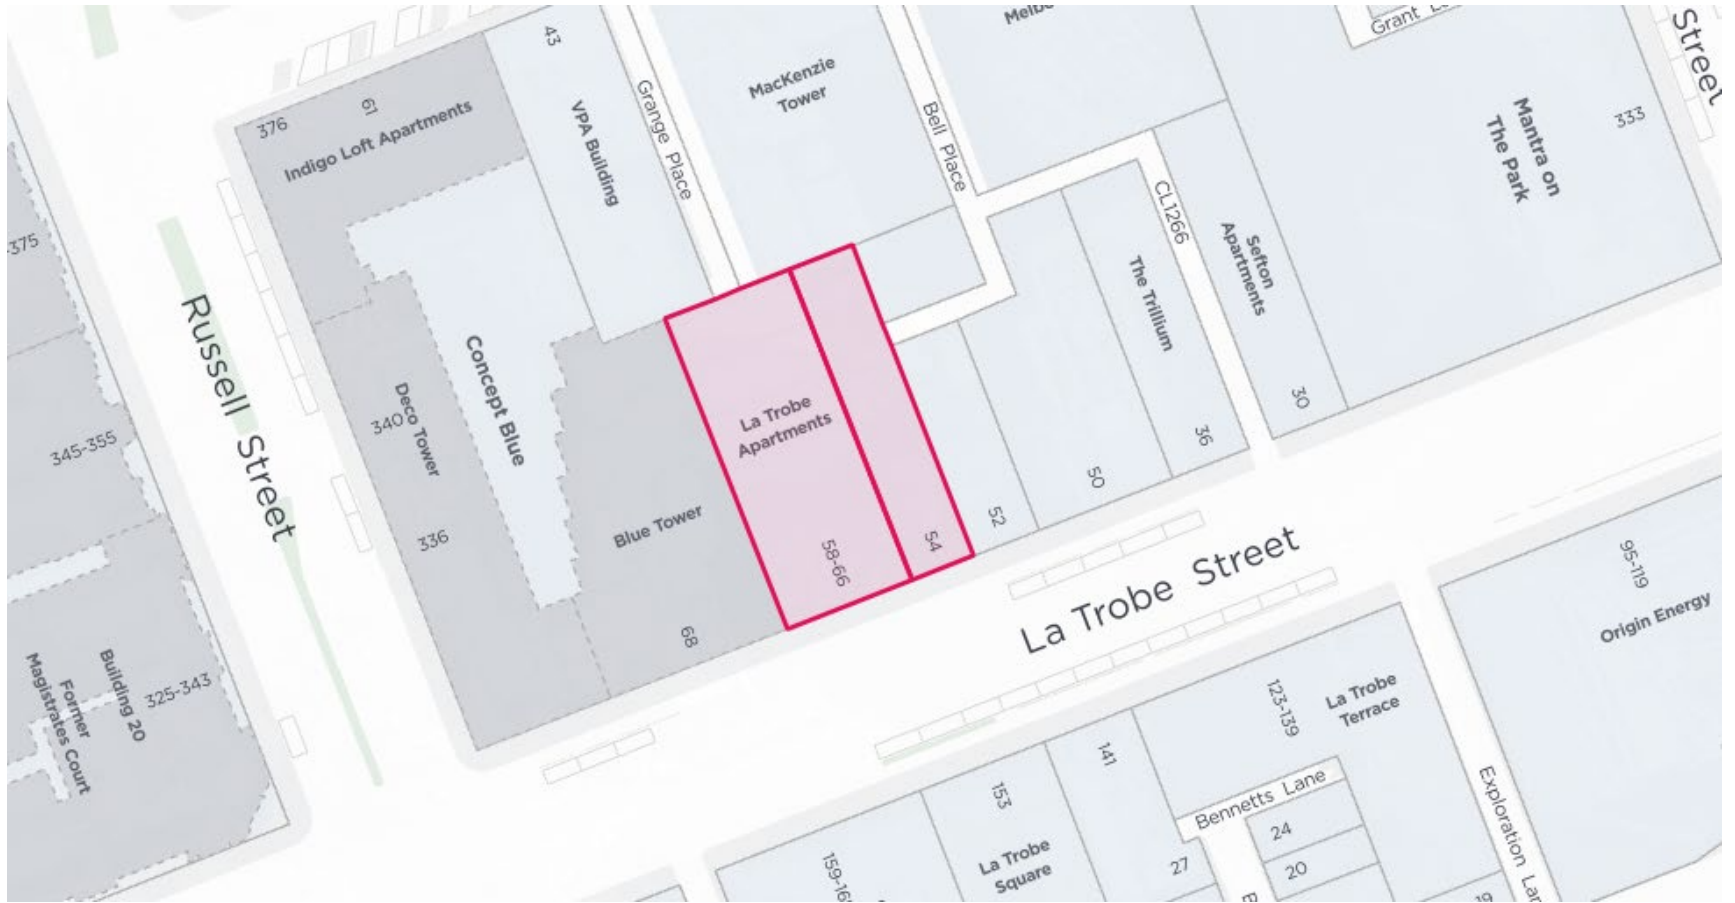 Melbo
Grant
Street
43
61
376
Indigo Loft Apartments
VPA Building
Grange Place
MacKenzie
Tower
Bell Place
Mantra on
The Park
333
CL1266
Sefton
Apartments
30
The Trillium
36
50
52
54
58-66
La Trobe
Apartments
Blue Tower
68
Concept Blue
Deco Tower
340
336
Russell Street
-375
345-355
325-343
Building 20
Former
Magistrates Court
La Trobe Street
95-119
Origin Energy
123-139
La Trobe
Terrace
141
153
La Trobe
Square
159-16
Bennetts Lane
24
20
27
19
B
Exploration Lan